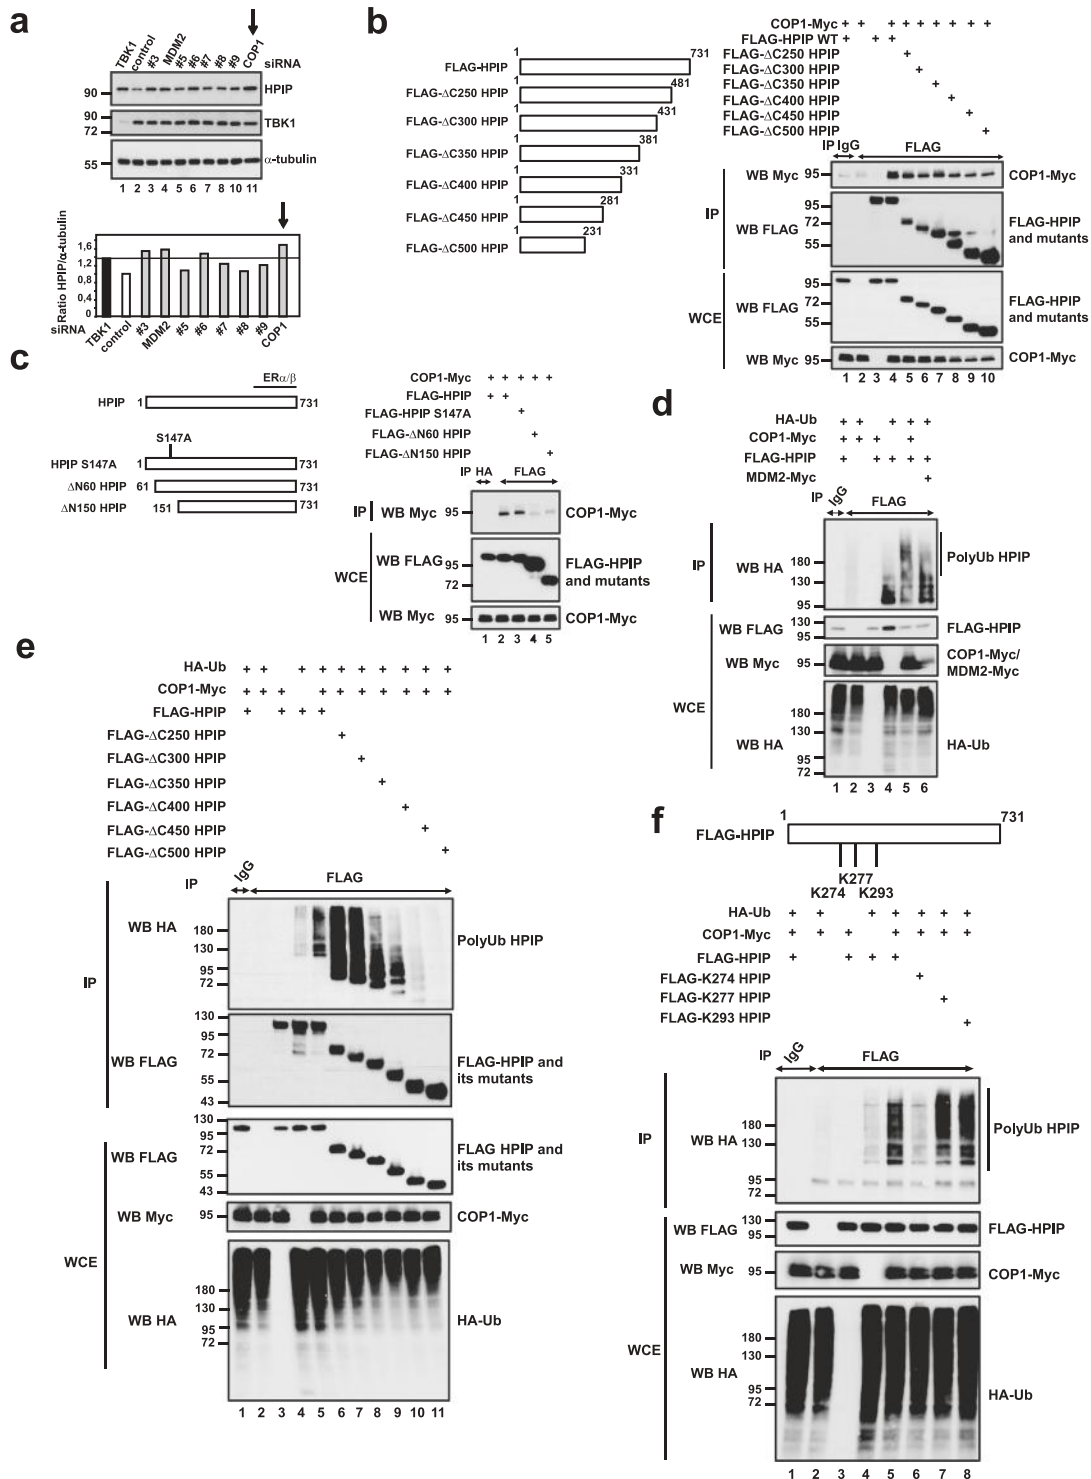 a
TBK1
control
#3
MDM2
#5
#6
#7
#8
#9
COP1
siRNA
90
HPIP
90
72
TBK1
55
α-tubulin
1 2 3 4 5 6 7 8 9 10 11
Ratio HPIP/α-tubulin
1,6
1,2
0,8
0,4
0
siRNA
TBK1
control
#3
MDM2
#5
#6
#7
#8
#9
COP1
b
FLAG-HPIP 1 731
FLAG-ΔC250 HPIP 1 481
FLAG-ΔC300 HPIP 1 431
FLAG-ΔC350 HPIP 1 381
FLAG-ΔC400 HPIP 1 331
FLAG-ΔC450 HPIP 1 281
FLAG-ΔC500 HPIP 1 231
COP1-Myc + + + + + + + + +
FLAG-HPIP WT + + +
FLAG-ΔC250 HPIP +
FLAG-ΔC300 HPIP +
FLAG-ΔC350 HPIP +
FLAG-ΔC400 HPIP +
FLAG-ΔC450 HPIP +
FLAG-ΔC500 HPIP +
IP IgG FLAG
IP
WB Myc 95 COP1-Myc
WB FLAG 95 72 55 FLAG-HPIP and mutants
WCE
WB FLAG 95 72 55 FLAG-HPIP and mutants
WB Myc 95 COP1-Myc
1 2 3 4 5 6 7 8 9 10
c
ERα/β
HPIP 1 731
S147A
HPIP S147A 1 731
ΔN60 HPIP 61 731
ΔN150 HPIP 151 731
COP1-Myc + + + + +
FLAG-HPIP + +
FLAG-HPIP S147A +
FLAG-ΔN60 HPIP +
FLAG-ΔN150 HPIP +
IP HA FLAG
IP WB Myc 95 COP1-Myc
WCE
WB FLAG 95 72 FLAG-HPIP and mutants
WB Myc 95 COP1-Myc
1 2 3 4 5
d
HA-Ub + + + + +
COP1-Myc + + + +
FLAG-HPIP + + + + +
MDM2-Myc +
IP IgG FLAG
IP WB HA 180 130 95 PolyUb HPIP
WCE
WB FLAG 130 95 FLAG-HPIP
WB Myc 95 COP1-Myc/ MDM2-Myc
WB HA 180 130 95 72 HA-Ub
1 2 3 4 5 6
e
HA-Ub + + + + + + + + + +
COP1-Myc + + + + + + + + + +
FLAG-HPIP + + + +
FLAG-ΔC250 HPIP +
FLAG-ΔC300 HPIP +
FLAG-ΔC350 HPIP +
FLAG-ΔC400 HPIP +
FLAG-ΔC450 HPIP +
FLAG-ΔC500 HPIP +
IP IgG FLAG
IP
WB HA 180 130 95 72 PolyUb HPIP
WB FLAG 130 95 72 55 43 FLAG-HPIP and its mutants
WCE
WB FLAG 130 95 72 55 43 FLAG HPIP and its mutants
WB Myc 95 COP1-Myc
WB HA 180 130 95 72 HA-Ub
1 2 3 4 5 6 7 8 9 10 11
f
FLAG-HPIP 1 731
K277
K274 K293
HA-Ub + + + + + + +
COP1-Myc + + + + + + +
FLAG-HPIP + + + +
FLAG-K274 HPIP +
FLAG-K277 HPIP +
FLAG-K293 HPIP +
IP IgG FLAG
IP WB HA 180 130 95 72 PolyUb HPIP
WCE
WB FLAG 130 95 FLAG-HPIP
WB Myc 95 COP1-Myc
WB HA 180 130 95 72 HA-Ub
1 2 3 4 5 6 7 8